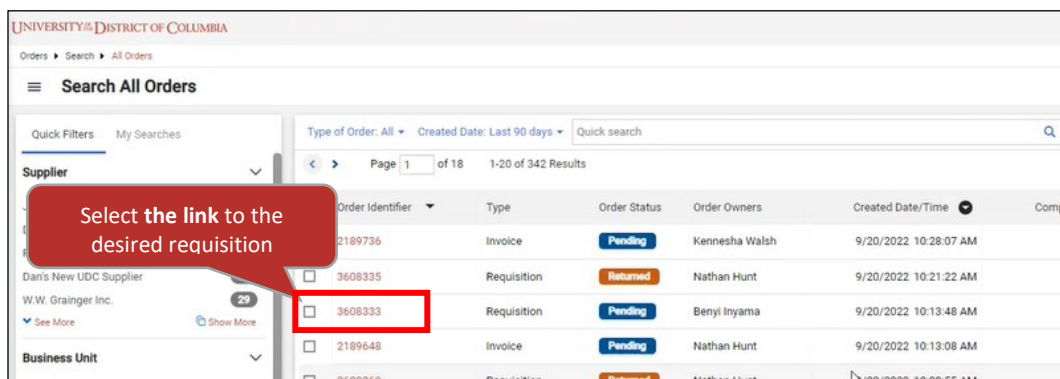 UNIVERSITY OF THE DISTRICT OF COLUMBIA
Orders ▸ Search ▸ All Orders
Search All Orders
Quick Filters My Searches
Type of Order: All Created Date: Last 90 days Quick search
Page 1 of 18 1-20 of 342 Results
Supplier
Select the link to the
desired requisition
Order Identifier Type Order Status Order Owners Created Date/Time
2189736 Invoice Pending Kennesha Walsh 9/20/2022 10:28:07 AM
Dan's New UDC Supplier
3608335 Requisition Returned Nathan Hunt 9/20/2022 10:21:22 AM
W.W. Grainger Inc. 29
3608333 Requisition Pending Benyi Inyama 9/20/2022 10:13:48 AM
See More Show More
2189648 Invoice Pending Nathan Hunt 9/20/2022 10:13:08 AM
Business Unit